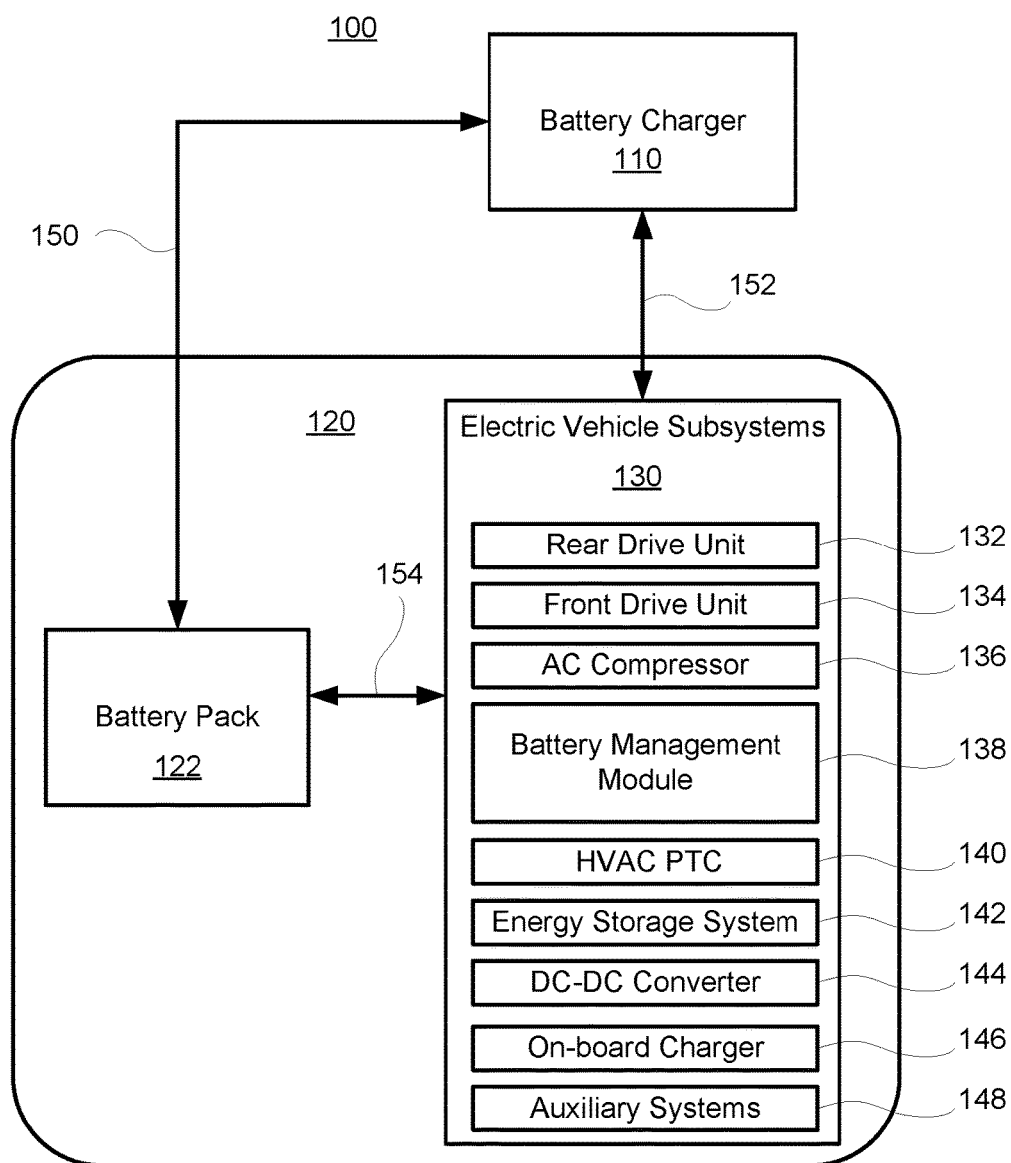 100
Battery Charger
110
150
152
120
Electric Vehicle Subsystems
130
Rear Drive Unit
132
154
Front Drive Unit
134
AC Compressor
136
Battery Pack
122
Battery Management
Module
138
HVAC PTC
140
Energy Storage System
142
DC-DC Converter
144
On-board Charger
146
Auxiliary Systems
148